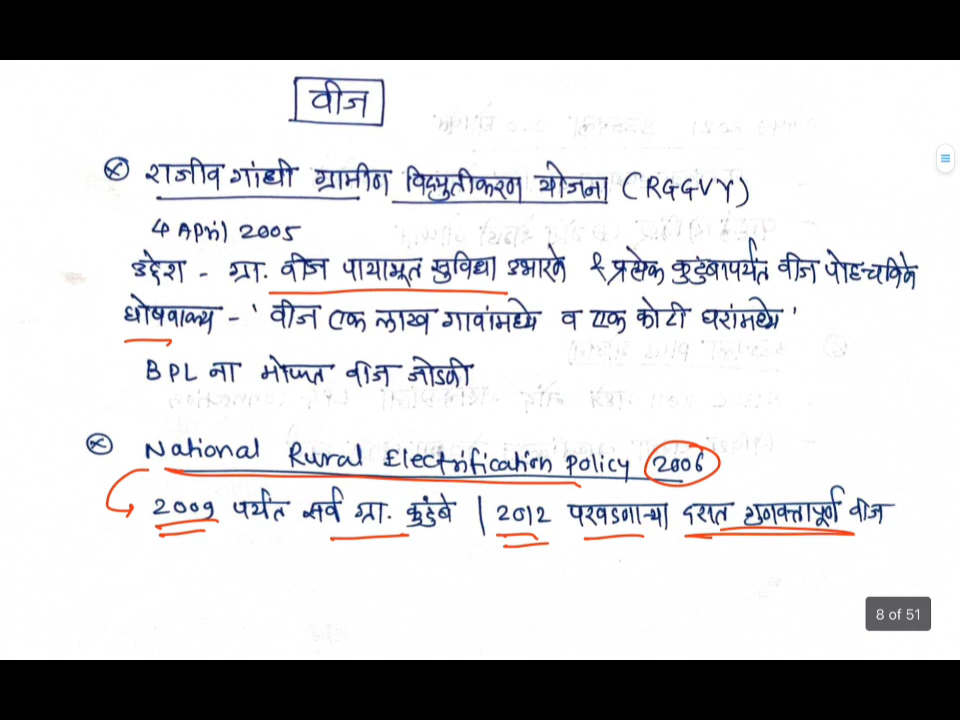 वीज
राजीव गांधी ग्रामीण विद्युतीकरण योजना (RGGVY)
4 April 2005
उद्देश - ग्रा. वीज पायाभूत सुविधा उभारणे & प्रत्येक कुटुंबापर्यंत वीज पोहचविणे
घोषवाक्य - ' वीज एक लाख गावांमध्ये व एक कोटी घरांमध्ये '
BPL ना मोफत वीज जोडणी
National Rural Electrification Policy 2006
2009 पर्यंत सर्व ग्रा. कुटुंबे | 2012 परवडणाऱ्या दरात गुणवत्तापूर्ण वीज
8 of 51